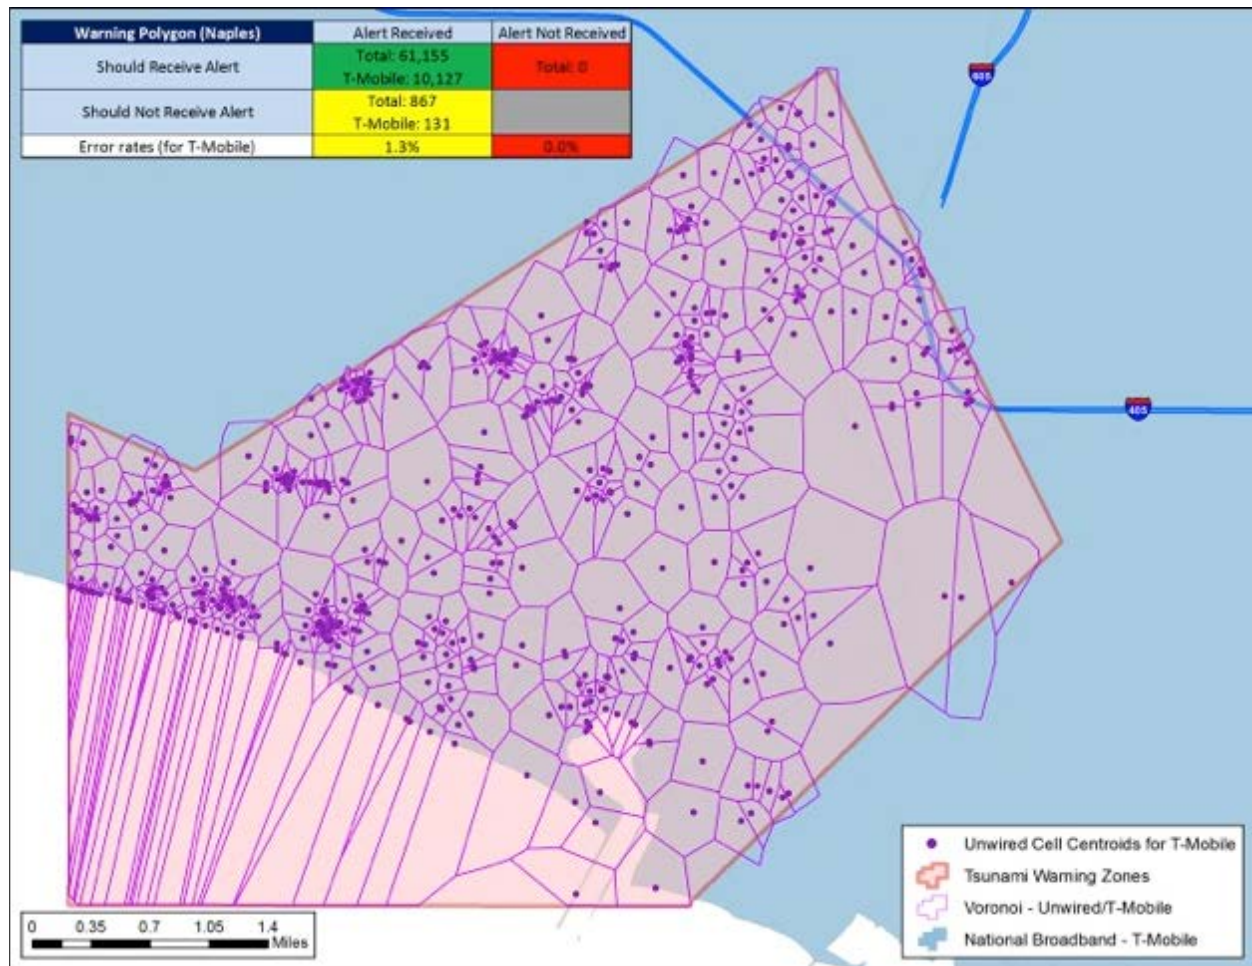 Warning Polygon (Naples) Alert Received Alert Not Received
Should Receive Alert Total: 61,155 Total: 0
T-Mobile: 10,127
Should Not Receive Alert Total: 867
T-Mobile: 131
Error rates (for T-Mobile) 1.3% 0.0%
605
405
Unwired Cell Centroids for T-Mobile
Tsunami Warning Zones
Voronoi - Unwired/T-Mobile
National Broadband - T-Mobile
0 0.35 0.7 1.05 1.4
Miles